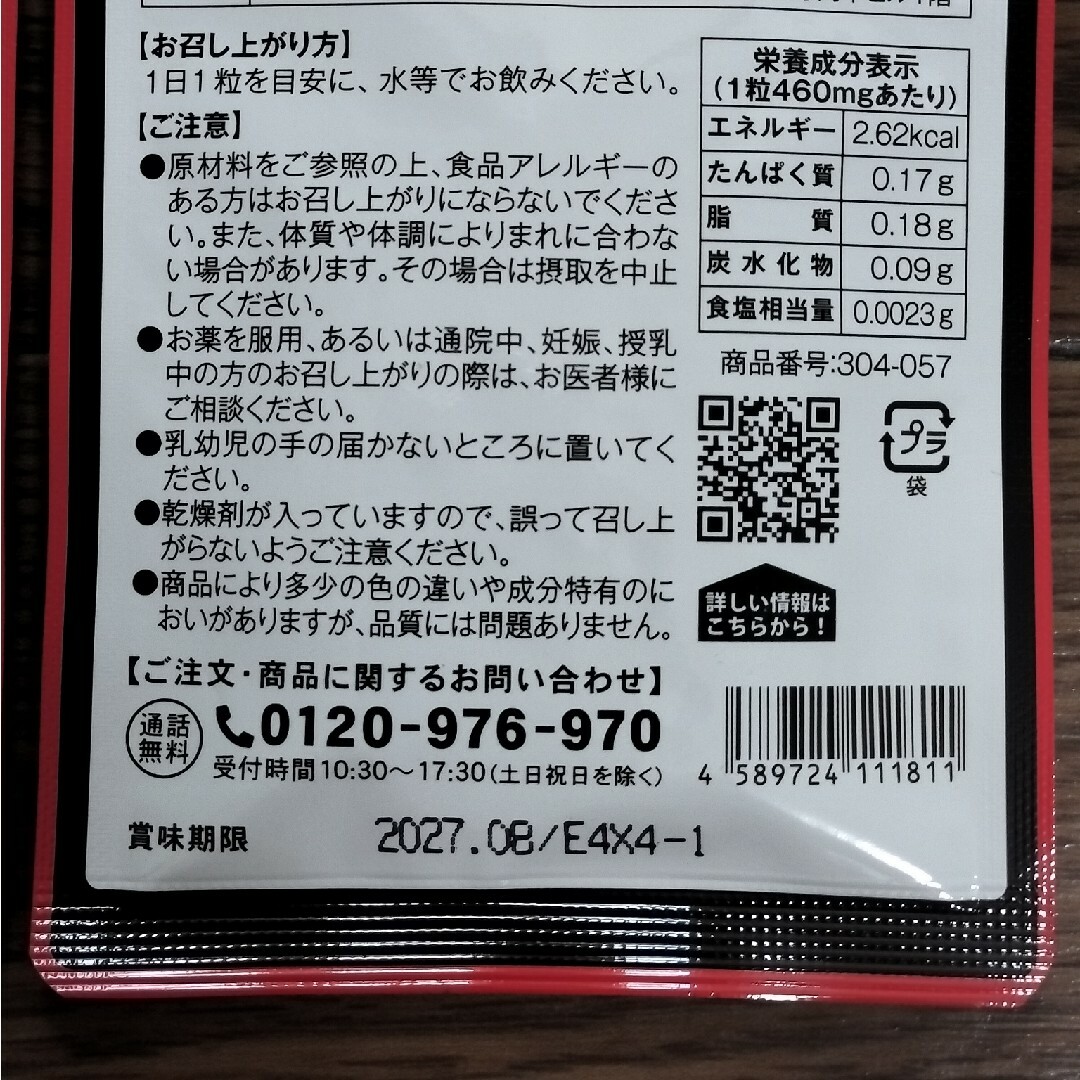 【お召し上がり方】
1日1粒を目安に、水等でお飲みください。
【ご注意】
●原材料をご参照の上、食品アレルギーの
ある方はお召し上がりにならないでくださ
い。また、体質や体調によりまれに合わな
い場合があります。その場合は摂取を中止
してください。
●お薬を服用、あるいは通院中、妊娠、授乳
中の方のお召し上がりの際は、お医者様に
ご相談ください。
●乳幼児の手の届かないところに置いてく
ださい。
●乾燥剤が入っていますので、誤って召し上
がらないようご注意ください。
●商品により多少の色の違いや成分特有のに
おいがありますが、品質には問題ありません。
栄養成分表示
(1粒460mgあたり)
エネルギー 2.62kcal
たんぱく質 0.17g
脂質 0.18g
炭水化物 0.09g
食塩相当量 0.0023g
商品番号:304-057
プラ
袋
詳しい情報は
こちらから!
【ご注文・商品に関するお問い合わせ】
通話
無料
0120-976-970
受付時間10:30〜17:30(土日祝日を除く)
4 589724 111811
賞味期限 2027.08/E4X4-1